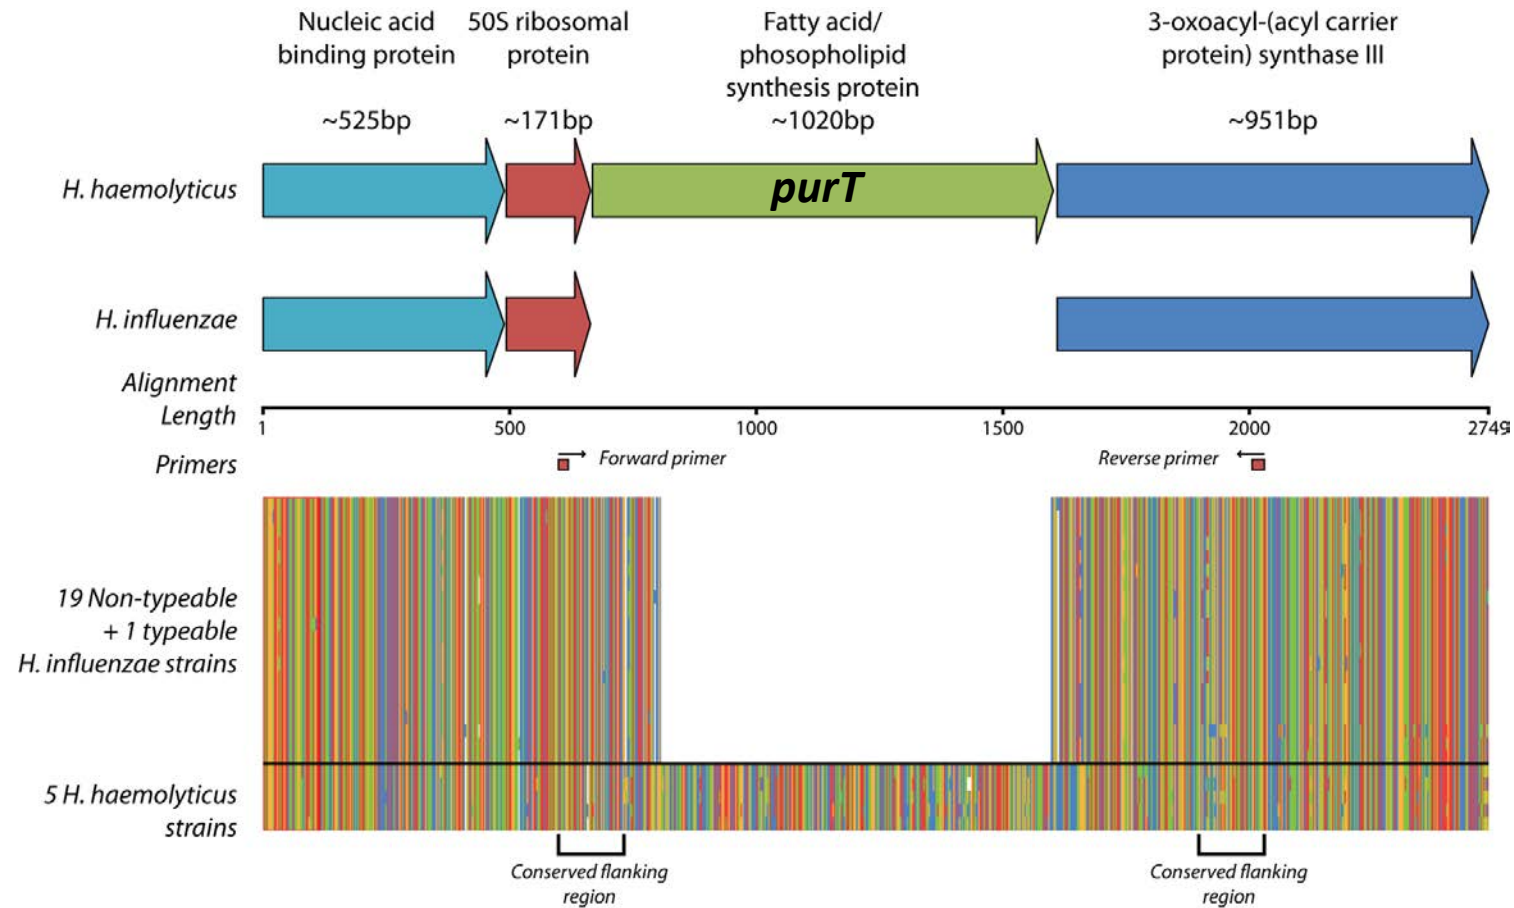 Nucleic acid
binding protein
~525bp
50S ribosomal
protein
~171bp
Fatty acid/
phosopholipid
synthesis protein
~1020bp
3-oxoacyl-(acyl carrier
protein) synthase III
~951bp
H. haemolyticus
purT
H. influenzae
Alignment
Length
1 500 1000 1500 2000 2749
Primers
Forward primer
Reverse primer
19 Non-typeable
+ 1 typeable
H. influenzae strains
5 H. haemolyticus
strains
Conserved flanking
region
Conserved flanking
region